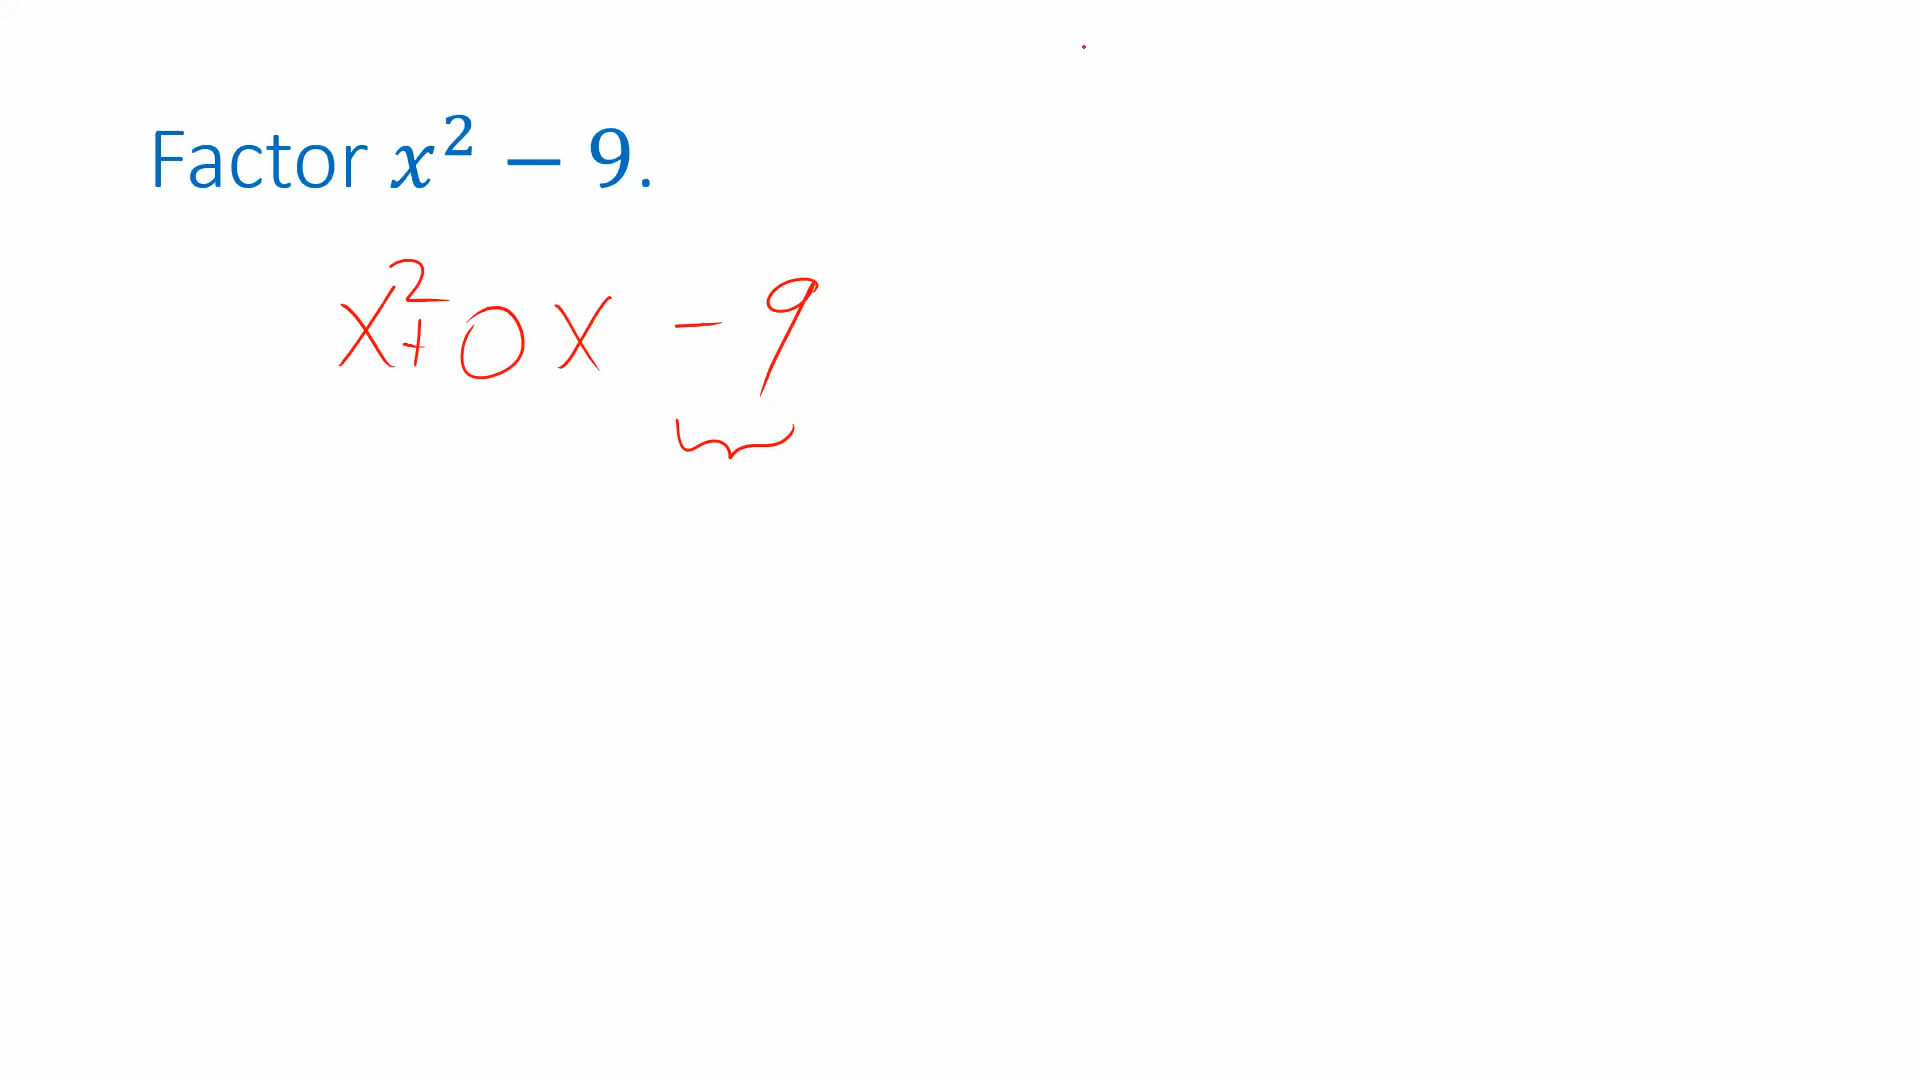 Factor x² − 9.
x² + 0x − 9